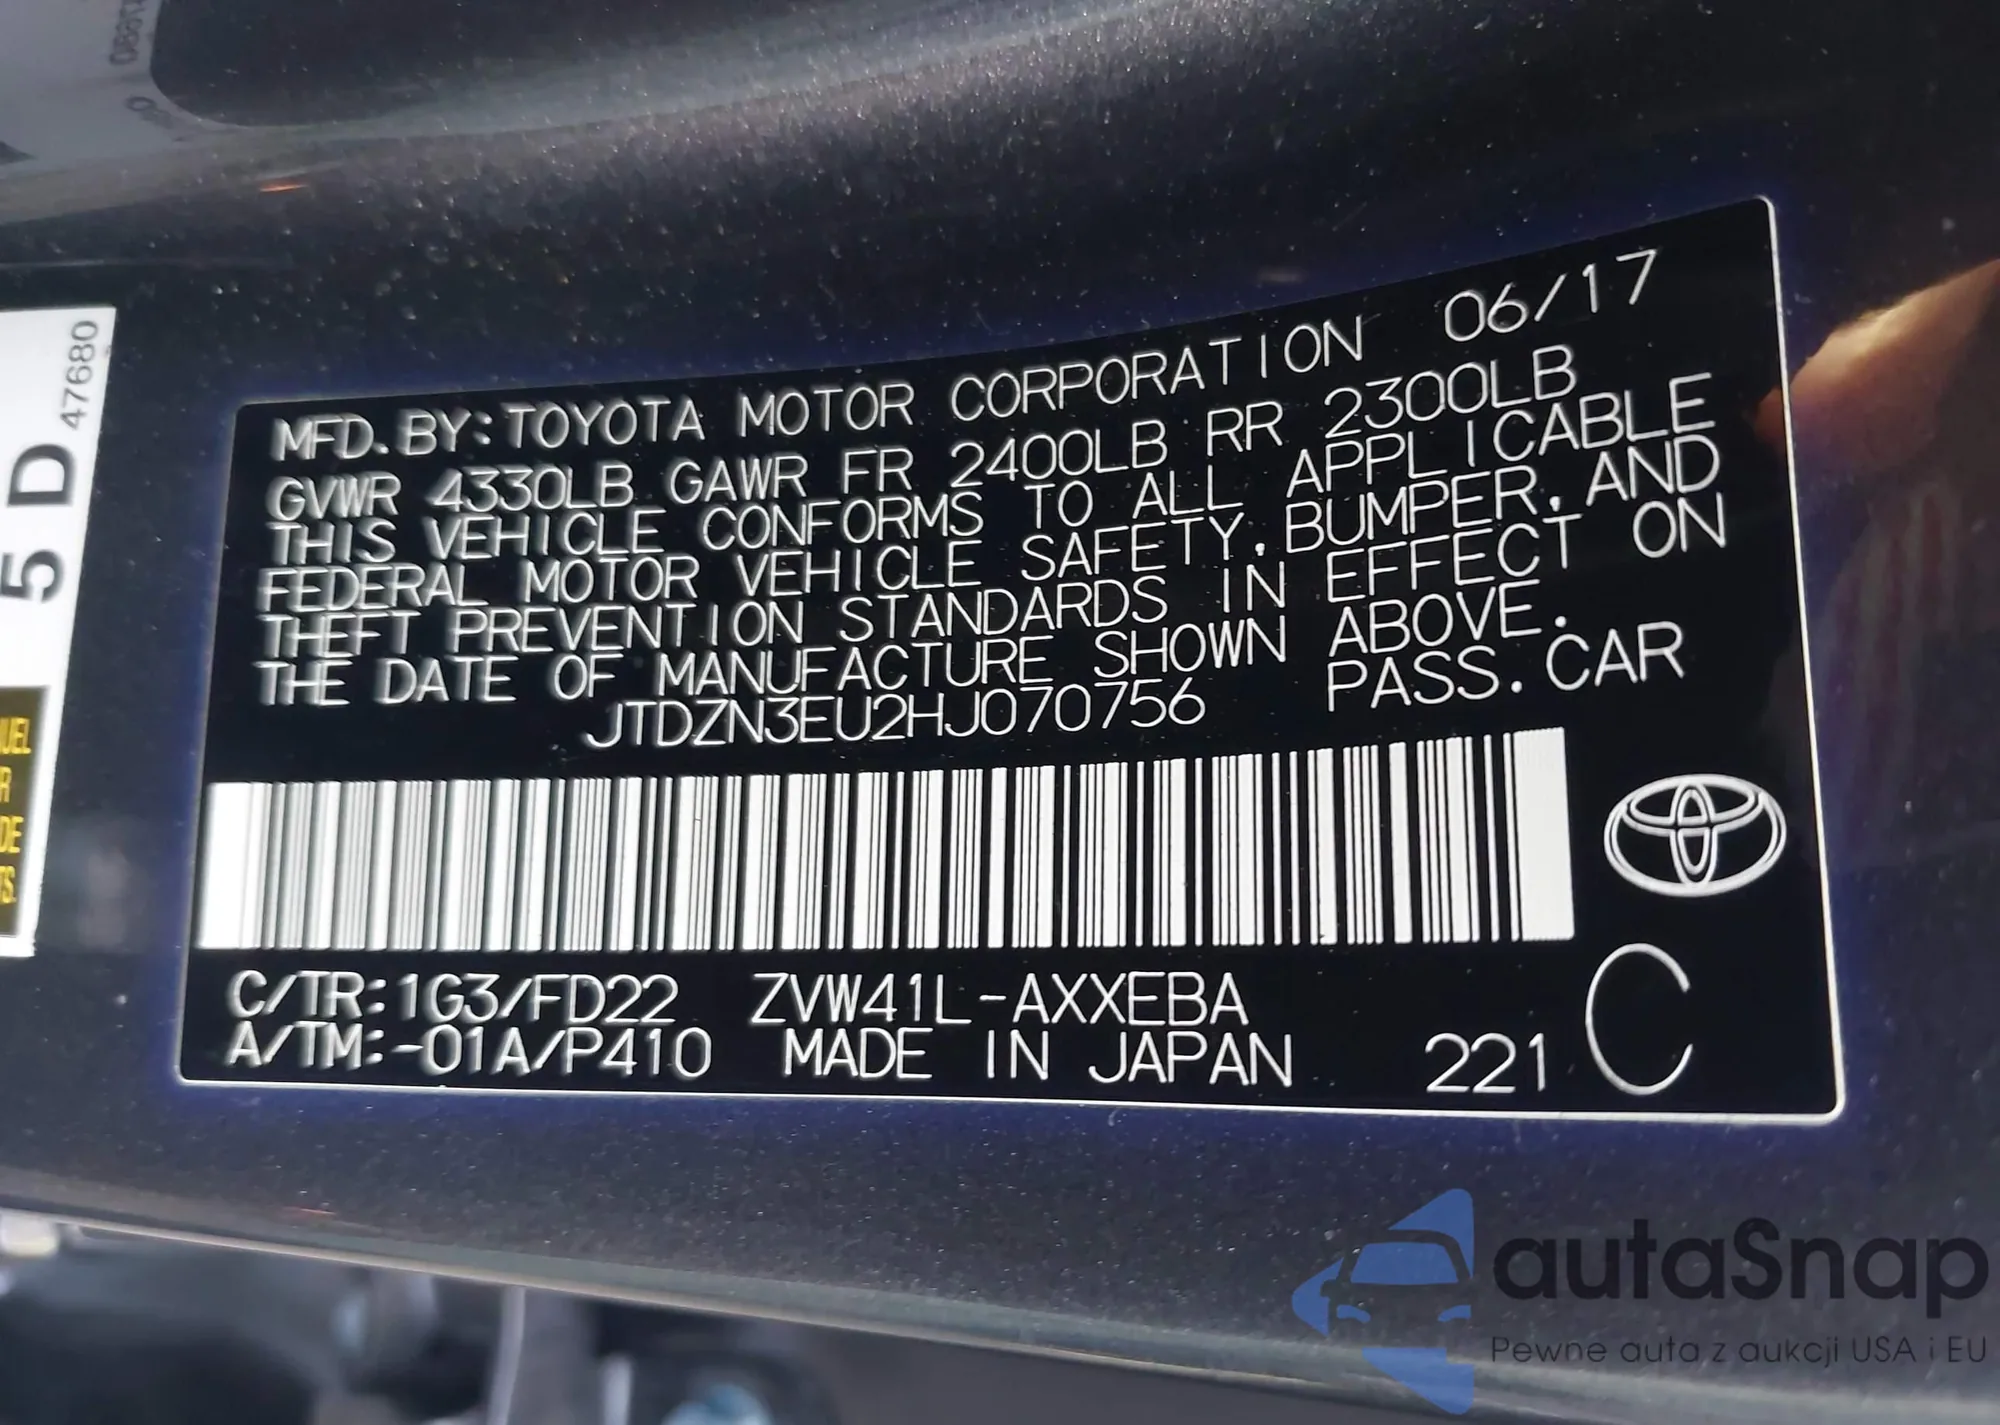 5 D 47680
UEL
R
DE
TS.
MFD. BY: TOYOTA MOTOR CORPORATION 06/17
GVWR 4330LB GAWR FR 2400LB RR 2300LB
THIS VEHICLE CONFORMS TO ALL APPLICABLE
FEDERAL MOTOR VEHICLE SAFETY, BUMPER, AND
THEFT PREVENTION STANDARDS IN EFFECT ON
THE DATE OF MANUFACTURE SHOWN ABOVE.
JTDZN3EU2HJ070756 PASS. CAR
C/TR: 1G3/FD22 ZVW41L-AXXEBA
A/TM: -01A/P410 MADE IN JAPAN 221 C
autaSnap
Pewne auta z aukcji USA i EU